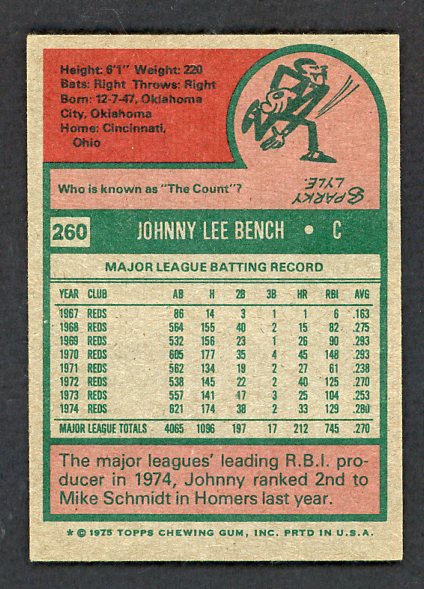 Height: 6'1" Weight: 220
Bats: Right Throws: Right
Born: 12-7-47, Oklahoma
City, Oklahoma
Home: Cincinnati,
Ohio
Who is known as "The Count"?
SPARKY
LYLE.
260 JOHNNY LEE BENCH • C
MAJOR LEAGUE BATTING RECORD
YEAR CLUB AB H 2B 3B HR RBI AVG
1967 REDS 86 14 3 1 1 6 .163
1968 REDS 564 155 40 2 15 82 .275
1969 REDS 532 156 23 1 26 90 .293
1970 REDS 605 177 35 4 45 148 .293
1971 REDS 562 134 19 2 27 61 .238
1972 REDS 538 145 22 2 40 125 .270
1973 REDS 557 141 17 3 25 104 .253
1974 REDS 621 174 38 2 33 129 .280
MAJOR LEAGUE TOTALS 4065 1096 197 17 212 745 .270
The major leagues' leading R.B.I. pro-
ducer in 1974, Johnny ranked 2nd to
Mike Schmidt in Homers last year.
* © 1975 TOPPS CHEWING GUM, INC. PRTD IN U.S.A.